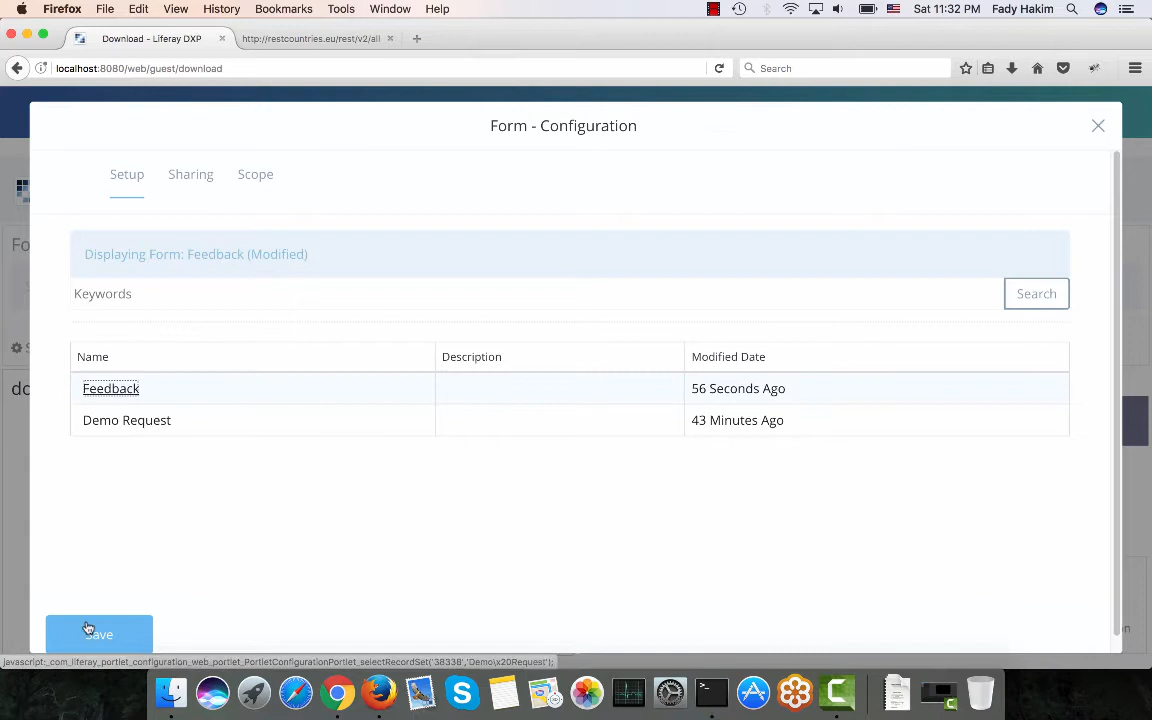 Firefox File Edit View History Bookmarks Tools Window Help Sat 11:32 PM Fady Hakim
Download - Liferay DXP http://restcountries.eu/rest/v2/all
localhost:8080/web/guest/download Search
Form - Configuration
Setup Sharing Scope
Displaying Form: Feedback (Modified)
Keywords Search
Name Description Modified Date
Feedback 56 Seconds Ago
Demo Request 43 Minutes Ago
Save
javascript:_com_liferay_portlet_configuration_web_portlet_PortletConfigurationPortlet_selectRecordSet('38338','Demo\x20Request');